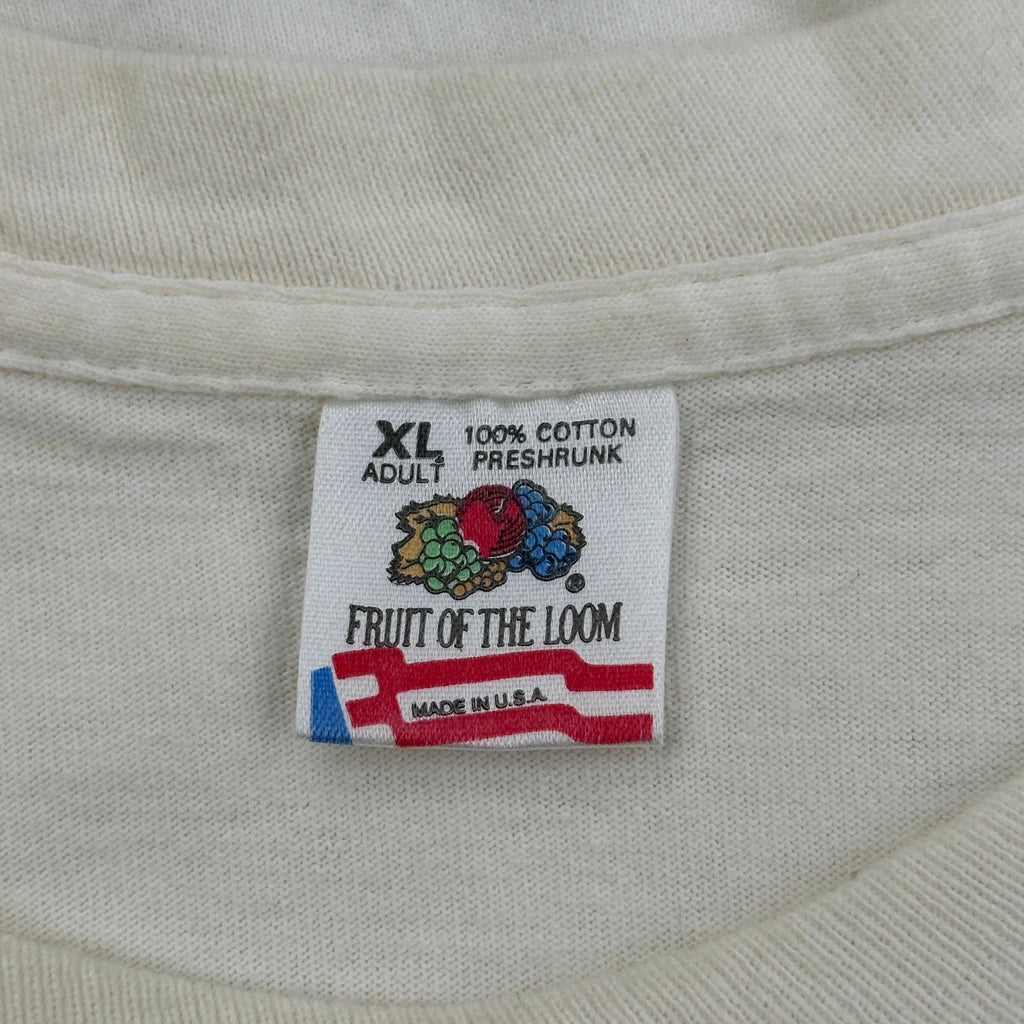 XL 100% COTTON
ADULT PRESHRUNK
®
FRUIT OF THE LOOM
MADE IN U.S.A.